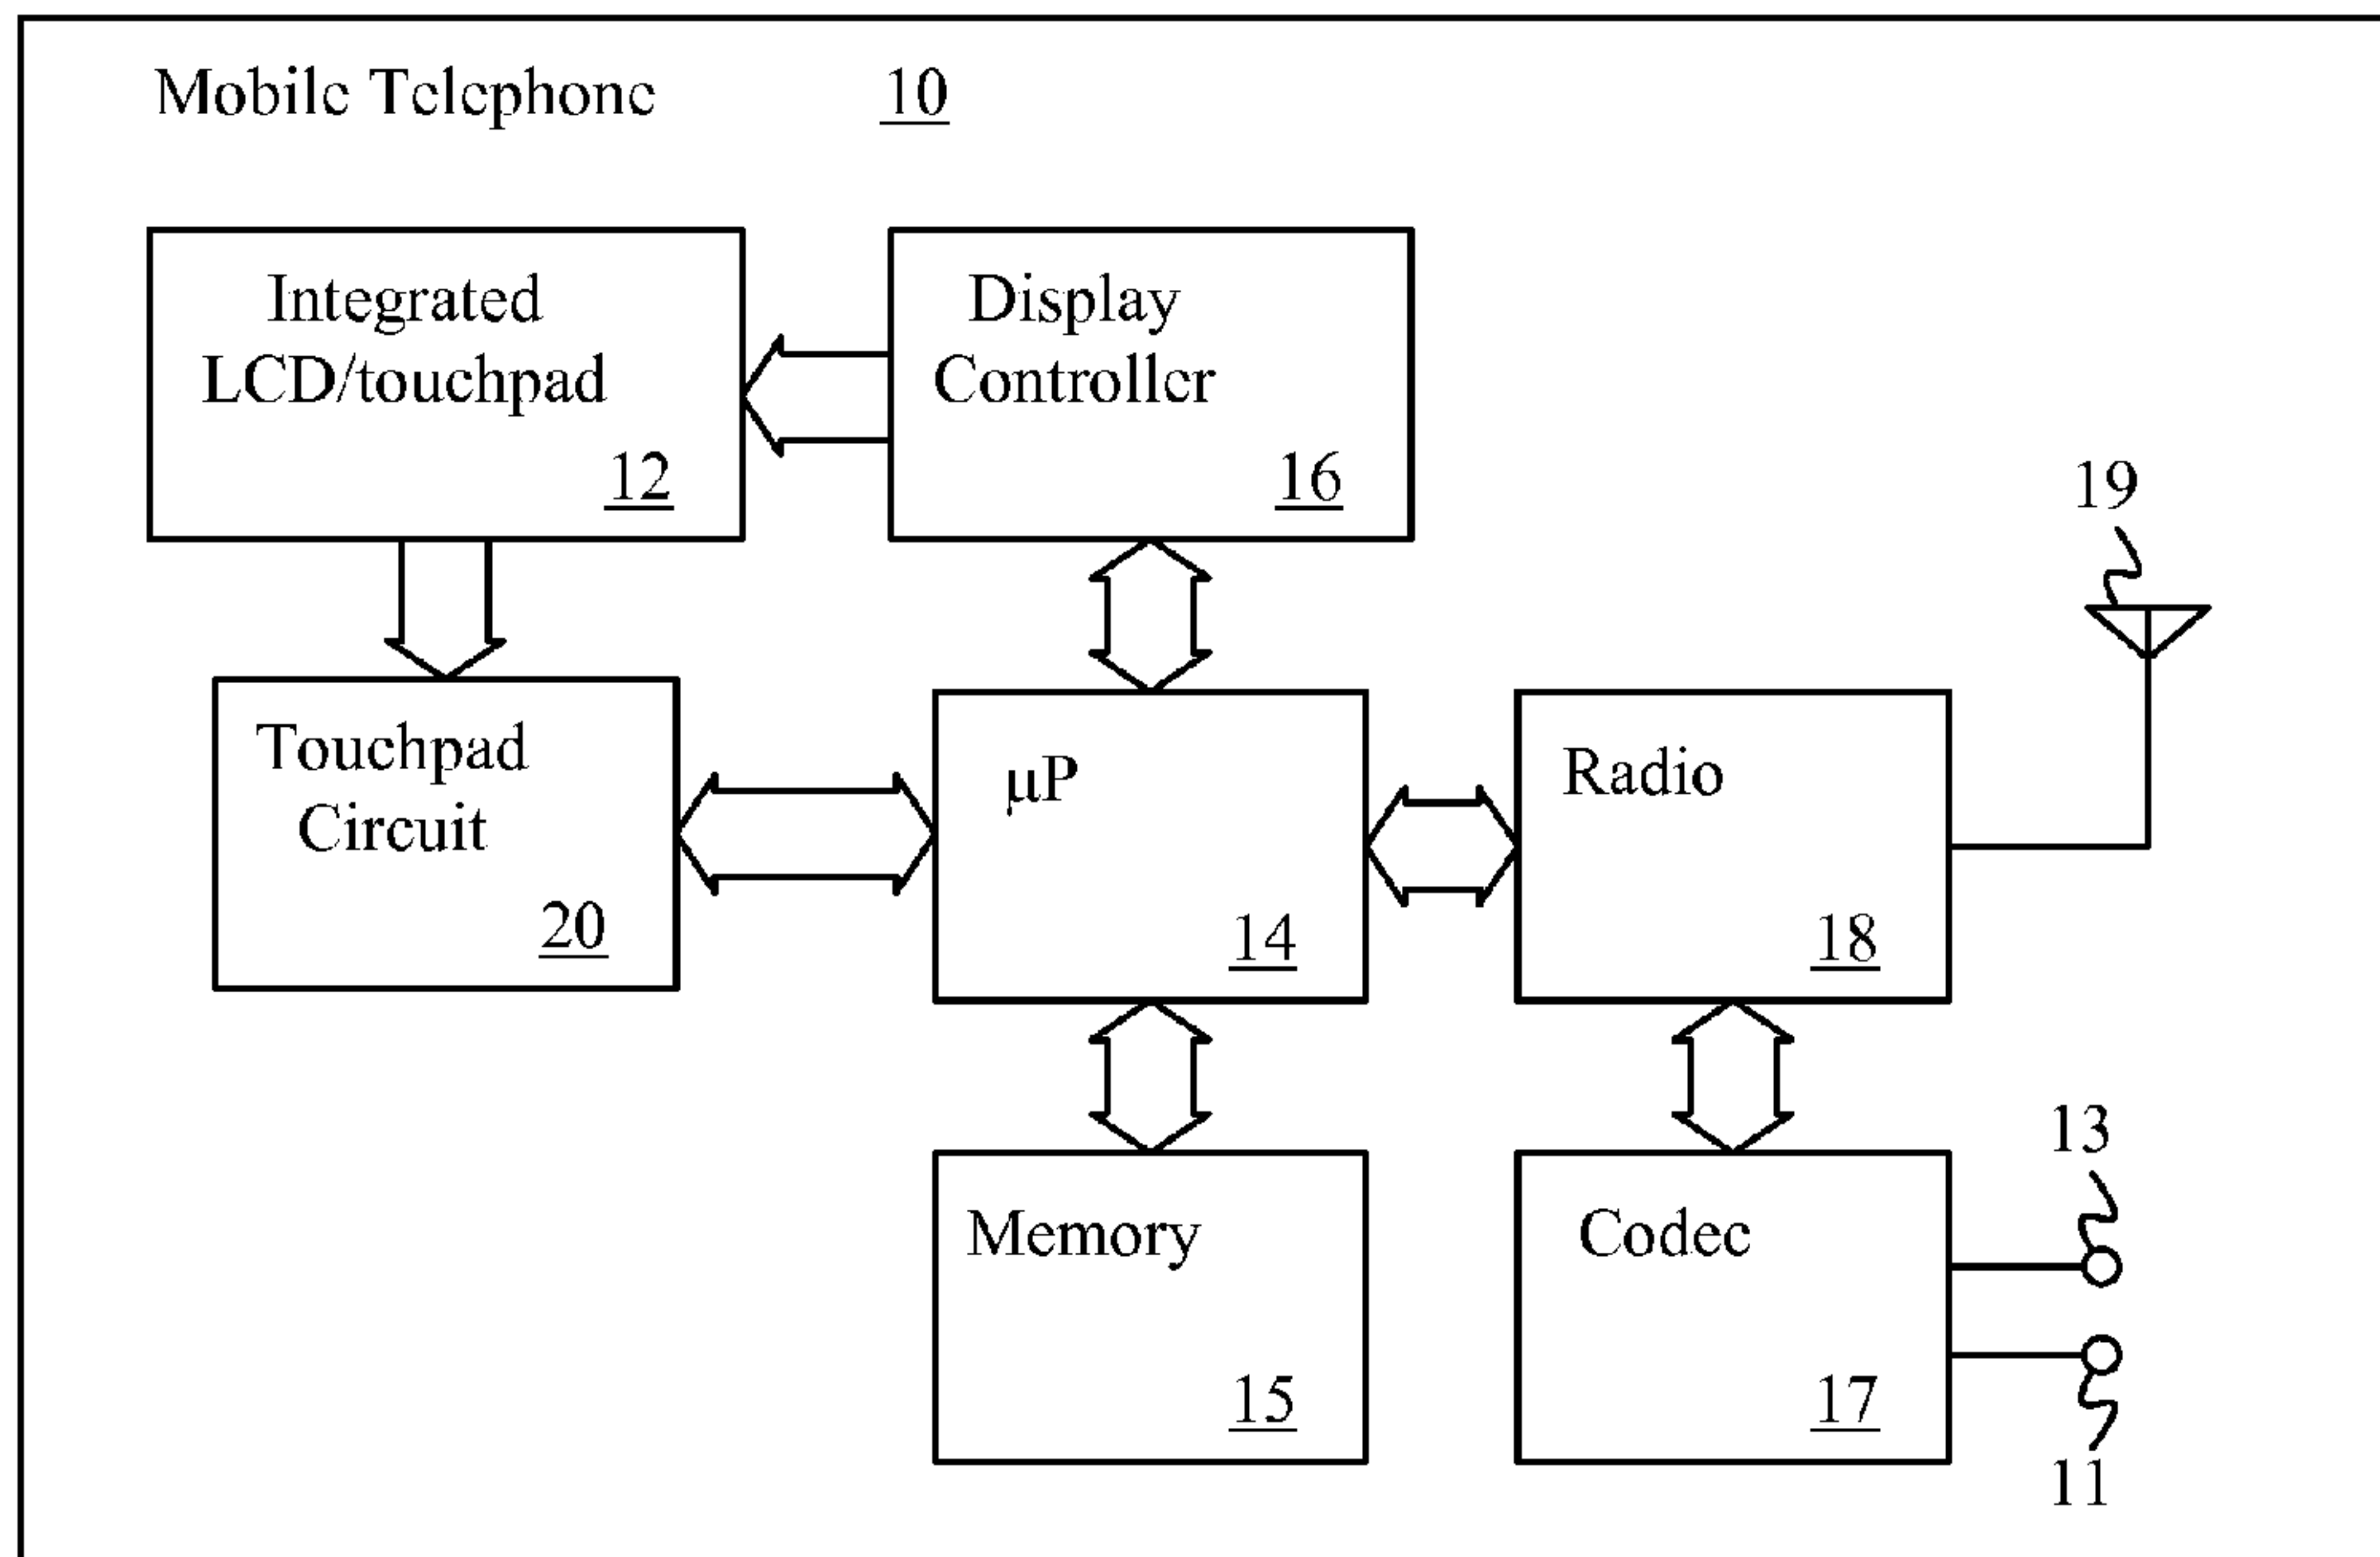 Mobile Telephone 10
Integrated
LCD/touchpad
12
Display
Controller
16
19
Touchpad
Circuit
20
μP
14
Radio
18
Memory
15
Codec
17
13
11